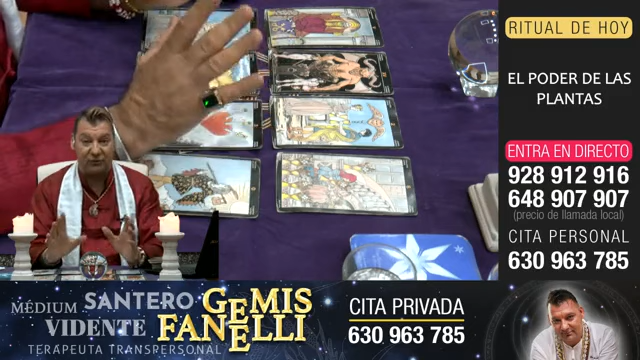 RITUAL DE HOY
EL PODER DE LAS
PLANTAS
ENTRA EN DIRECTO
928 912 916
648 907 907
(precio de llamada local)
CITA PERSONAL
630 963 785
MÉDIUM SANTERO
VIDENTE
TERAPEUTA TRANSPERSONAL
GEMIS
FANELLI
CITA PRIVADA
630 963 785